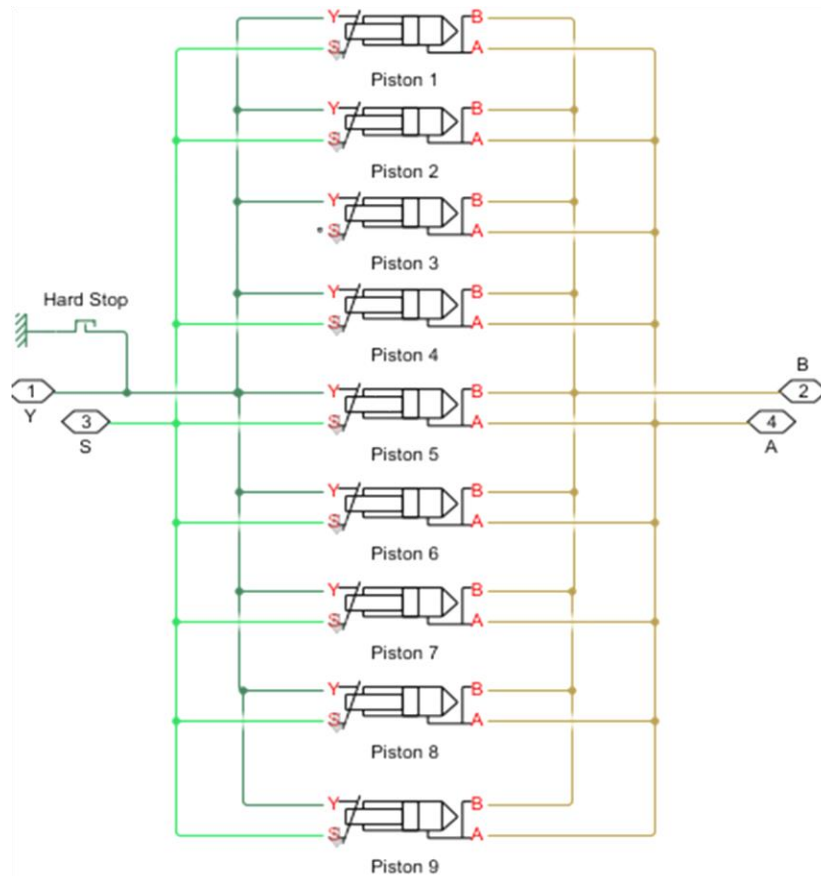 Y B
S A
Piston 1
Y B
S A
Piston 2
Y B
S A
Piston 3
Y B
S A
Piston 4
Hard Stop
B
1 Y B 2
Y
3 S A 4
S A
Piston 5
Y B
S A
Piston 6
Y B
S A
Piston 7
Y B
S A
Piston 8
Y B
S A
Piston 9